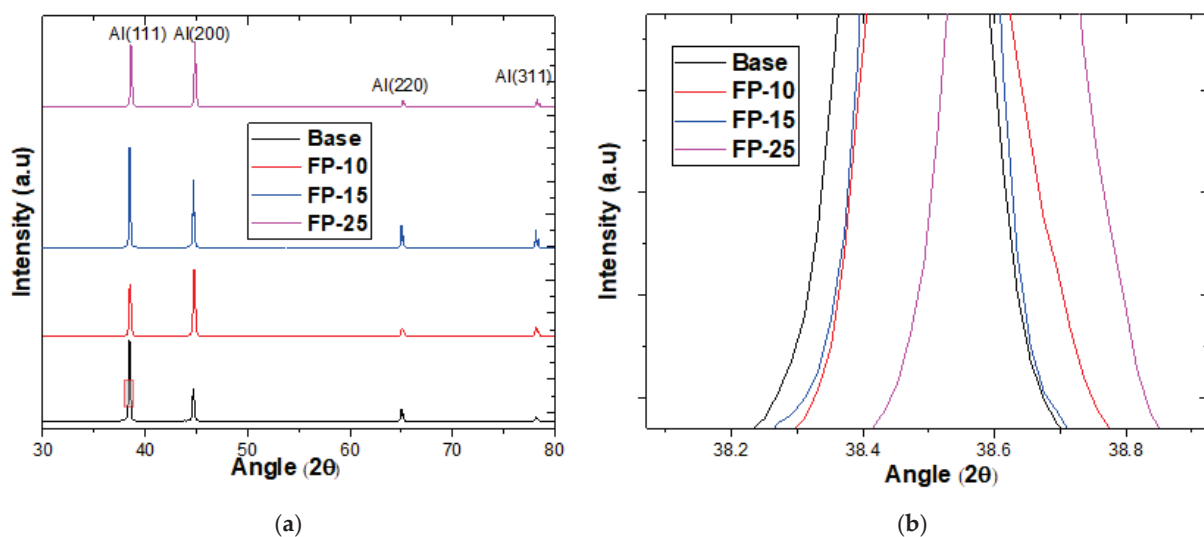 Al(111) Al(200)
Al(220)
Al(311)
Base
FP-10
FP-15
FP-25
Intensity (a.u)
30 40 50 60 70 80
Angle (2θ)
(a)
Base
FP-10
FP-15
FP-25
Intensity (a.u)
38.2 38.4 38.6 38.8
Angle (2θ)
(b)